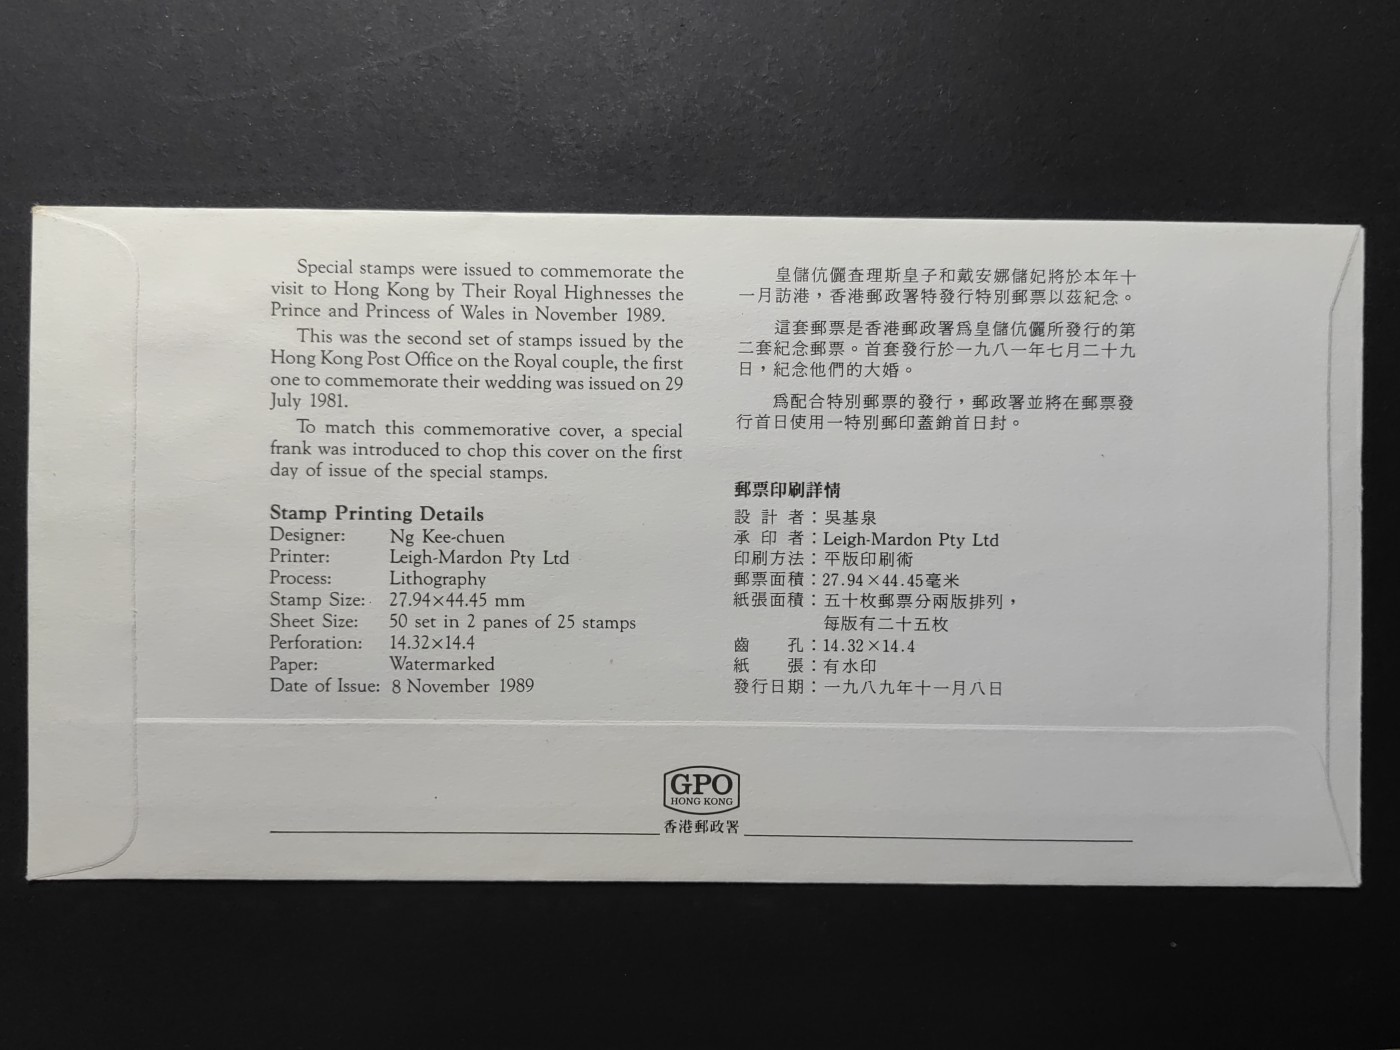 Special stamps were issued to commemorate the
visit to Hong Kong by Their Royal Highnesses the
Prince and Princess of Wales in November 1989.
This was the second set of stamps issued by the
Hong Kong Post Office on the Royal couple, the first
one to commemorate their wedding was issued on 29
July 1981.
To match this commemorative cover, a special
frank was introduced to chop this cover on the first
day of issue of the special stamps.
Stamp Printing Details
Designer: Ng Kee-chuen
Printer: Leigh-Mardon Pty Ltd
Process: Lithography
Stamp Size: 27.94×44.45 mm
Sheet Size: 50 set in 2 panes of 25 stamps
Perforation: 14.32×14.4
Paper: Watermarked
Date of Issue: 8 November 1989
皇儲伉儷查理斯皇子和戴安娜儲妃將於本年十
一月訪港，香港郵政署特發行特別郵票以茲紀念。
這套郵票是香港郵政署爲皇儲伉儷所發行的第
二套紀念郵票。首套發行於一九八一年七月二十九
日，紀念他們的大婚。
爲配合特別郵票的發行，郵政署並將在郵票發
行首日使用一特別郵印蓋銷首日封。
郵票印刷詳情
設計者：吳基泉
承印者：Leigh-Mardon Pty Ltd
印刷方法：平版印刷術
郵票面積：27.94×44.45毫米
紙張面積：五十枚郵票分兩版排列，
每版有二十五枚
齒孔：14.32×14.4
紙張：有水印
發行日期：一九八九年十一月八日
GPO
HONG KONG
香港郵政署